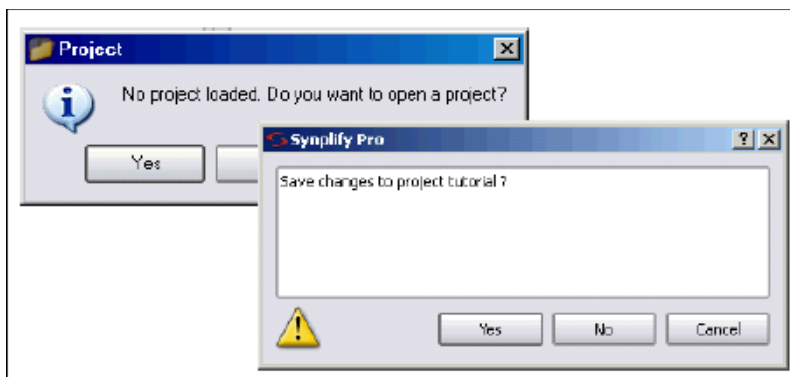 Project
No project loaded. Do you want to open a project?
Yes
Synplify Pro
Save changes to project tutorial ?
Yes
No
Cancel